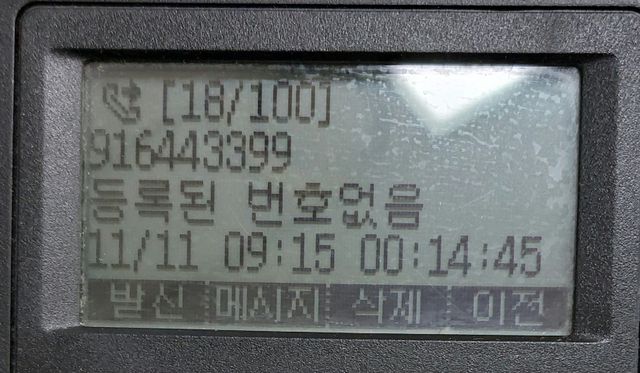 [18/100]
916443399
등록된 번호없음
11/11 09:15 00:14:45
발신 메시지 삭제 이전